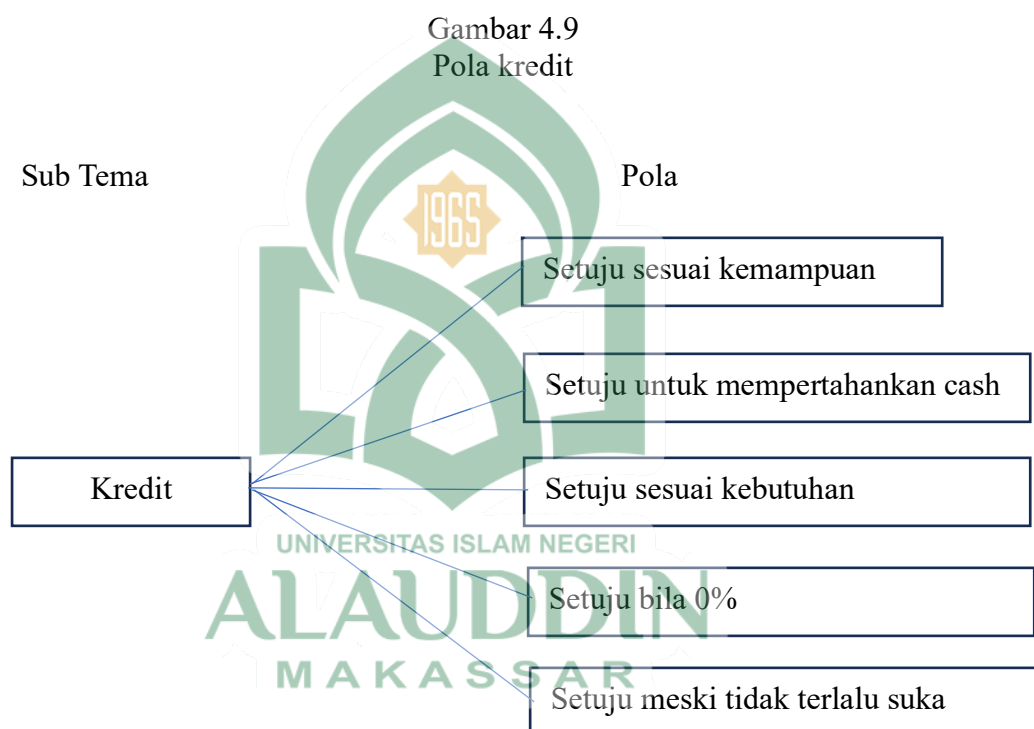 Gambar 4.9
Pola kredit
Sub Tema
Pola
1965
Setuju sesuai kemampuan
Setuju untuk mempertahankan cash
Kredit
Setuju sesuai kebutuhan
UNIVERSITAS ISLAM NEGERI
ALAUDDIN
Setuju bila 0%
MAKASSAR
Setuju meski tidak terlalu suka